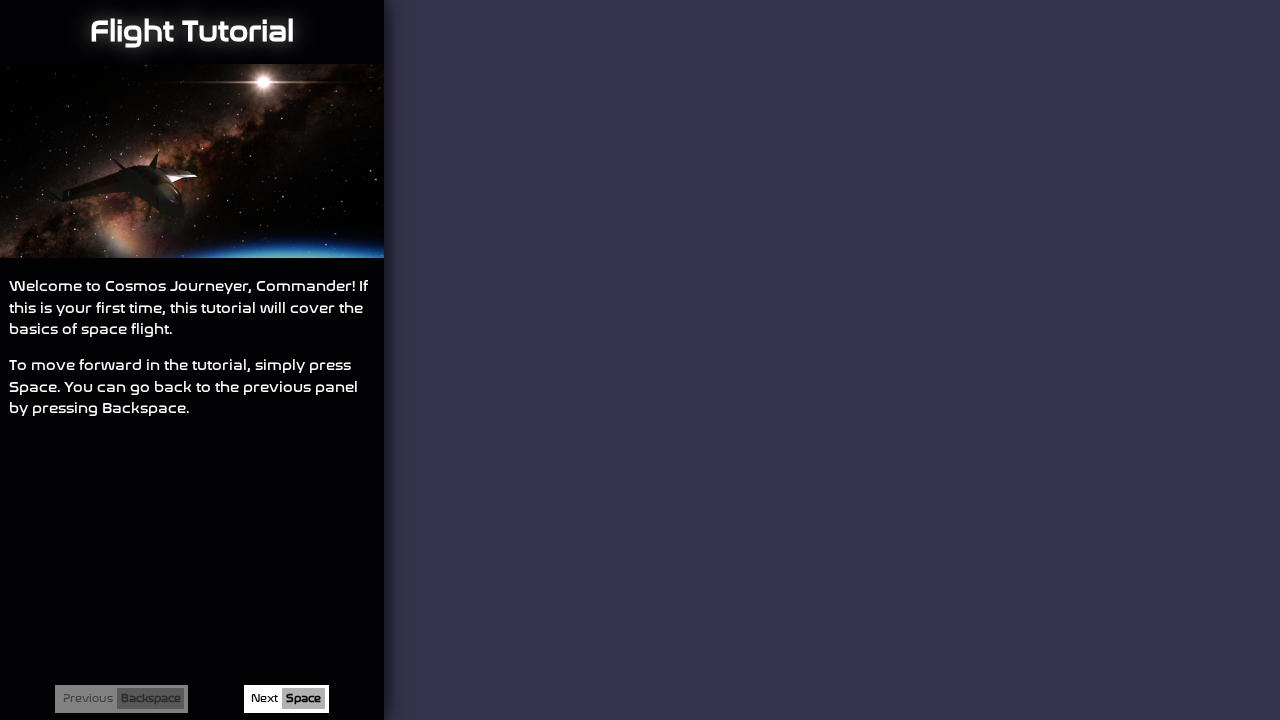 Flight Tutorial
Welcome to Cosmos Journeyer, Commander! If
this is your first time, this tutorial will cover the
basics of space flight.
To move forward in the tutorial, simply press
Space. You can go back to the previous panel
by pressing Backspace.
Previous Backspace
Next Space